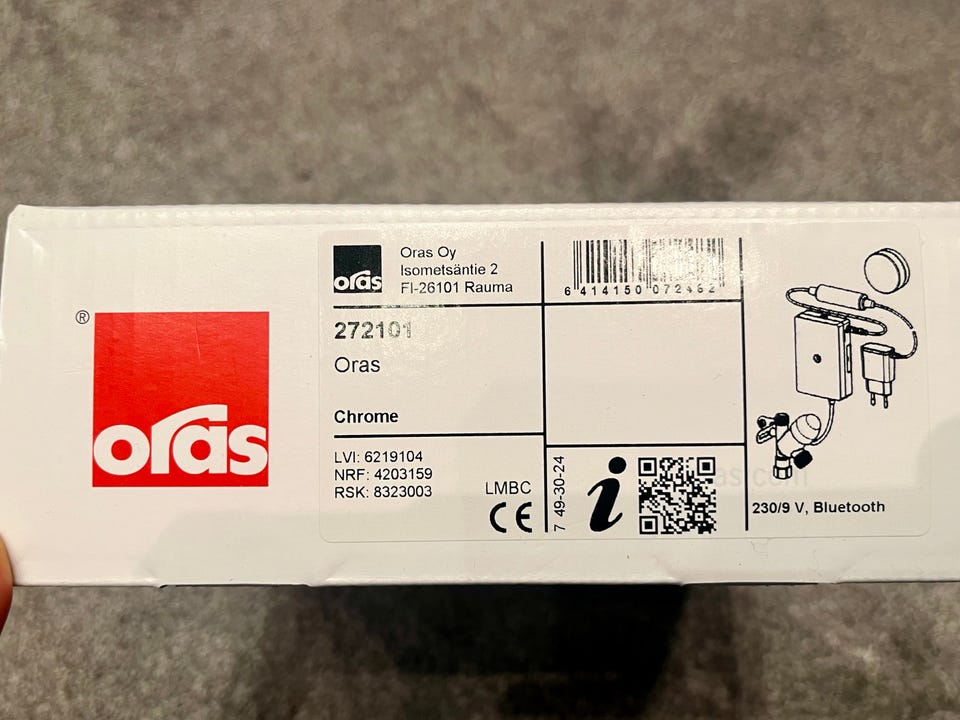 ®
oras
oras
Oras Oy
Isometsäntie 2
FI-26101 Rauma
6 414150 072462
272101
Oras
Chrome
LVI: 6219104
NRF: 4203159
RSK: 8323003
LMBC
CE
7 49-30-24
i
230/9 V, Bluetooth